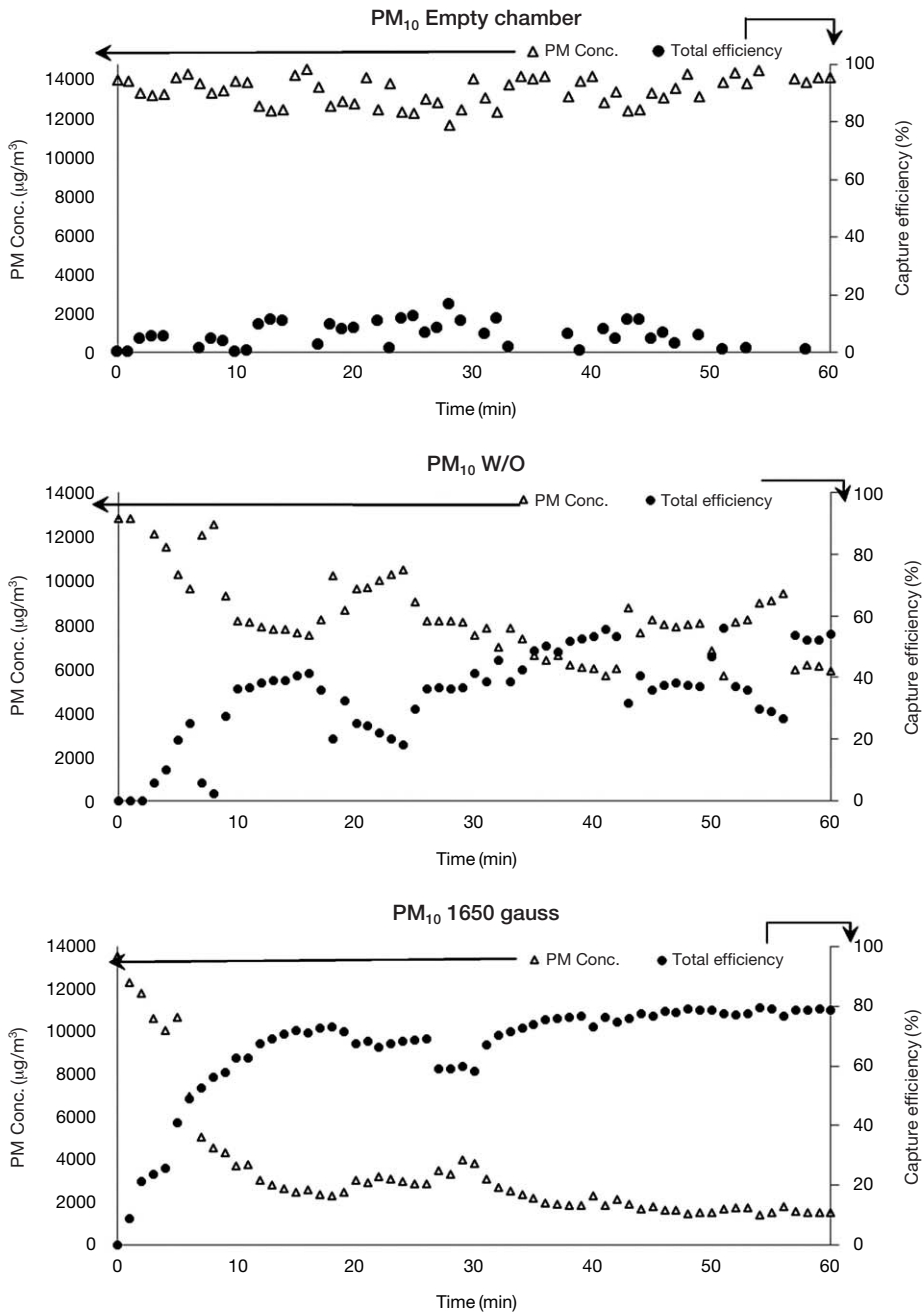 PM₁₀ Empty chamber
PM Conc. Total efficiency
PM Conc. (µg/m³)
14000
12000
10000
8000
6000
4000
2000
0
Capture efficiency (%)
100
80
60
40
20
0
0 10 20 30 40 50 60
Time (min)
PM₁₀ W/O
PM Conc. Total efficiency
PM Conc. (µg/m³)
14000
12000
10000
8000
6000
4000
2000
0
Capture efficiency (%)
100
80
60
40
20
0
0 10 20 30 40 50 60
Time (min)
PM₁₀ 1650 gauss
PM Conc. Total efficiency
PM Conc. (µg/m³)
14000
12000
10000
8000
6000
4000
2000
0
Capture efficiency (%)
100
80
60
40
20
0
0 10 20 30 40 50 60
Time (min)